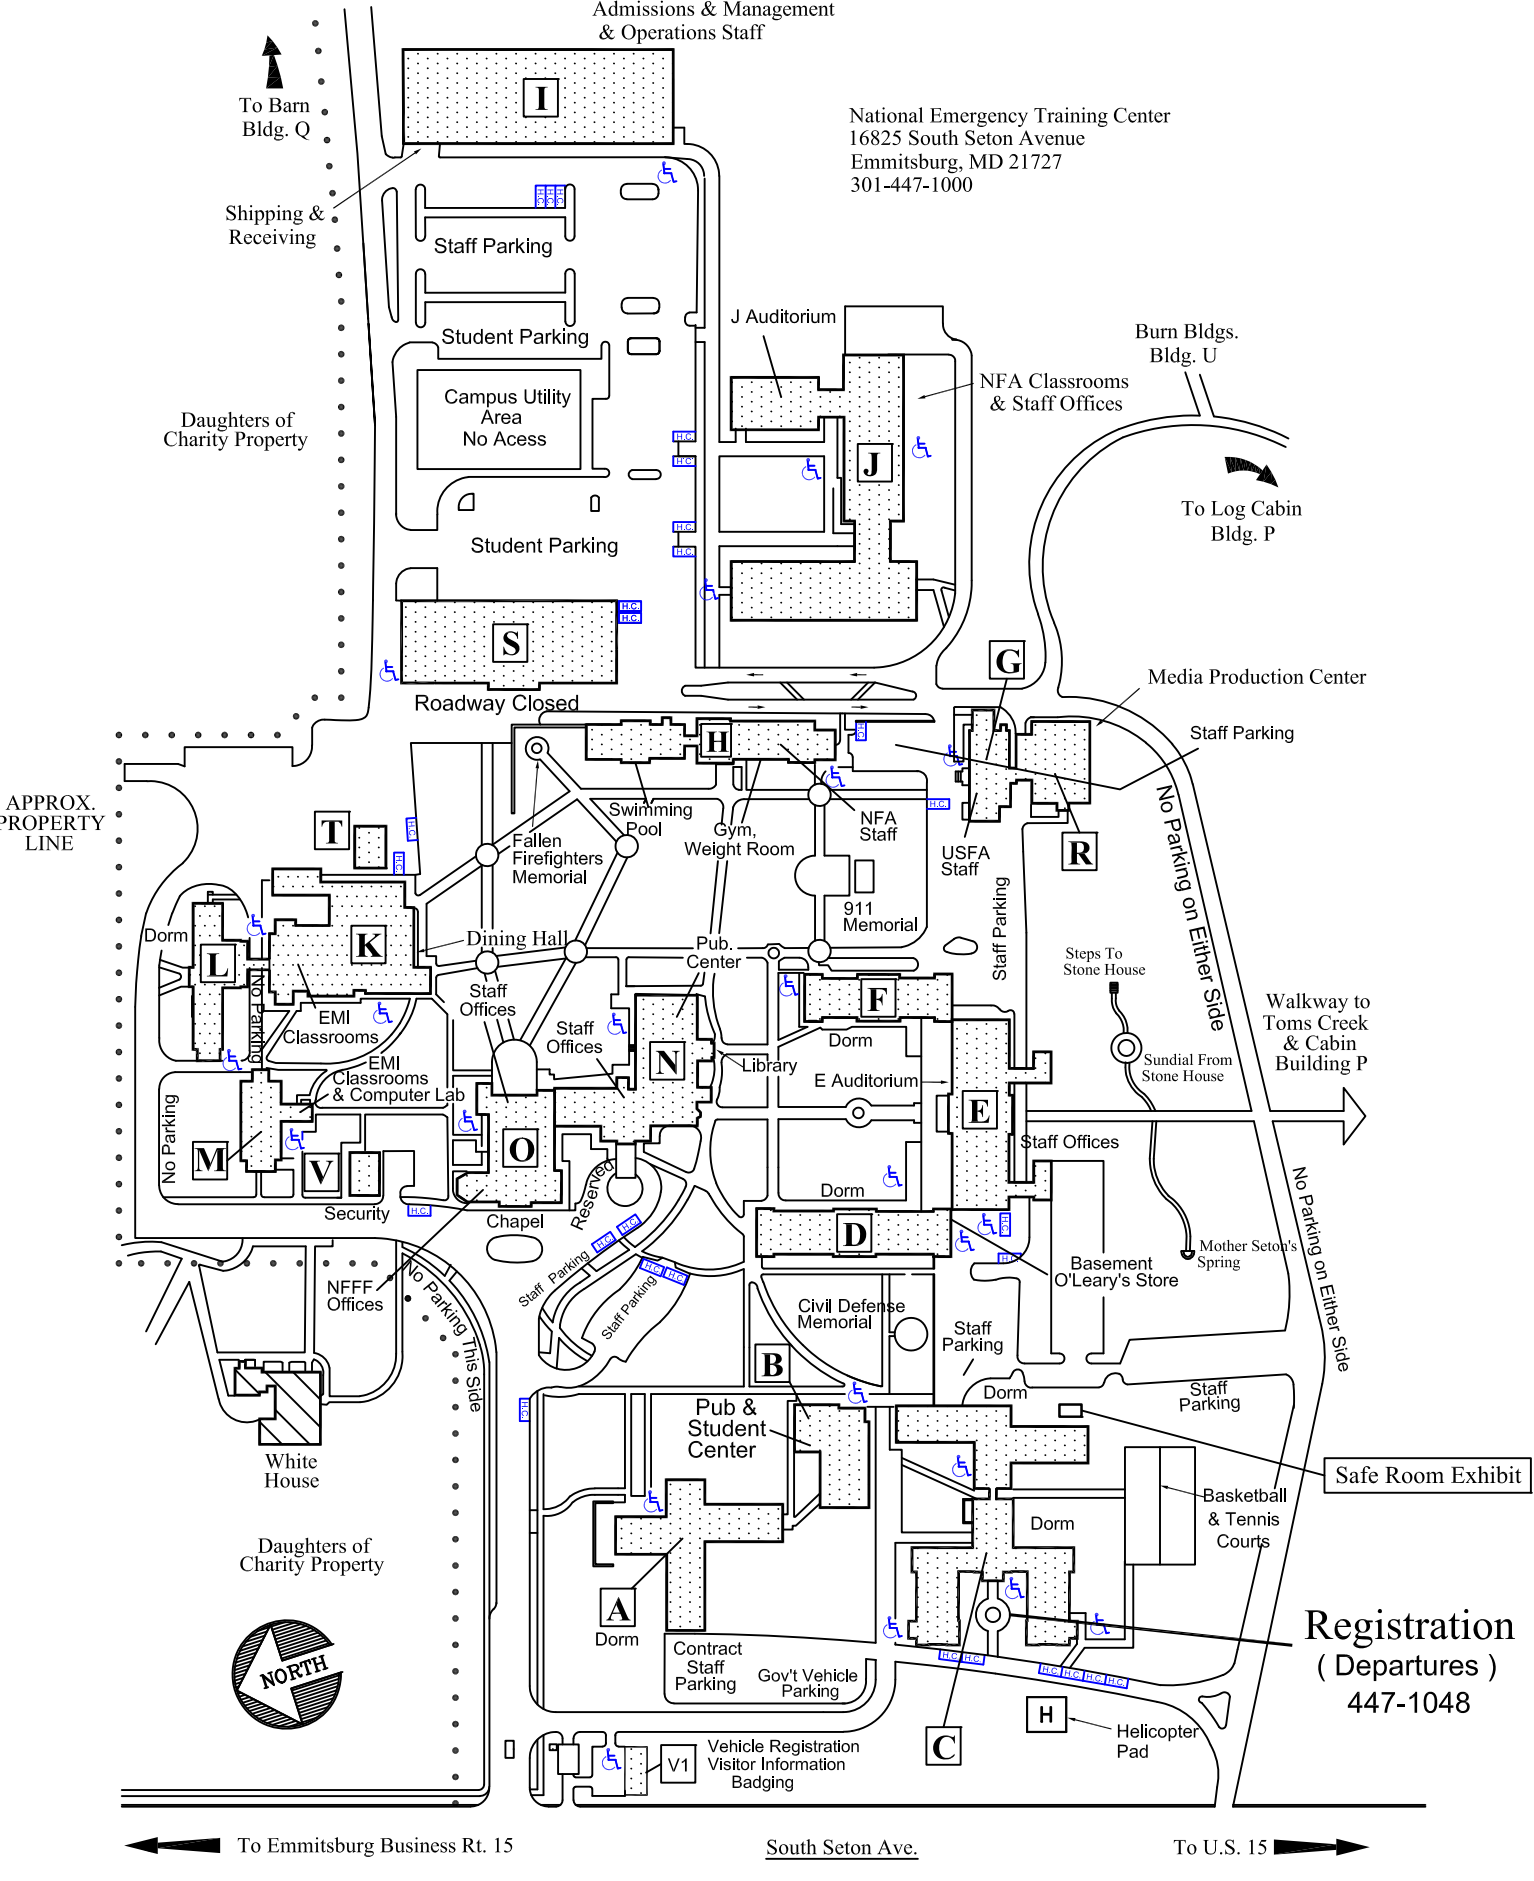 Admissions & Management
& Operations Staff
I
To Barn
Bldg. Q
National Emergency Training Center
16825 South Seton Avenue
Emmitsburg, MD 21727
301-447-1000
H.C.
H.C.
H.C.
Shipping &
Receiving
Staff Parking
J Auditorium
Student Parking
Burn Bldgs.
Bldg. U
NFA Classrooms
& Staff Offices
Campus Utility
Area
No Acess
Daughters of
Charity Property
H.C.
H.C.
J
To Log Cabin
Bldg. P
Student Parking
H.C.
H.C.
H.C.
H.C.
S
G
Media Production Center
Roadway Closed
Staff Parking
H
H.C.
APPROX.
PROPERTY
LINE
T
H.C.
H.C.
H.C.
Swimming
Pool
Gym,
Weight Room
NFA
Staff
Fallen
Firefighters
Memorial
USFA
Staff
R
No Parking on Either Side
Staff Parking
911
Memorial
Dorm
L
K
Dining Hall
Pub.
Center
Steps To
Stone House
No Parking
Staff
Offices
F
Walkway to
Toms Creek
& Cabin
Building P
EMI
Classrooms
Staff
Offices
Dorm
N
Library
Sundial From
Stone House
EMI
Classrooms
& Computer Lab
E Auditorium
E
No Parking
M
V
O
Staff Offices
Reserved
Dorm
No Parking on Either Side
Security
H.C.
Chapel
D
H.C.
H.C.
H.C.
H.C.
Mother Seton's
Spring
Basement
O'Leary's Store
Staff Parking
H.C.
H.C.
Staff Parking
NFFF
Offices
No Parking This Side
Civil Defense
Memorial
Staff
Parking
B
Dorm
Staff
Parking
H.C.
Pub &
Student
Center
White
House
Safe Room Exhibit
Basketball
& Tennis
Courts
Dorm
Daughters of
Charity Property
A
Dorm
Registration
( Departures )
447-1048
NORTH
Contract
Staff
Parking
Gov't Vehicle
Parking
H.C.
H.C.
H.C.
H.C.
H.C.
H.C.
H
Helicopter
Pad
C
V1
Vehicle Registration
Visitor Information
Badging
To Emmitsburg Business Rt. 15
South Seton Ave.
To U.S. 15